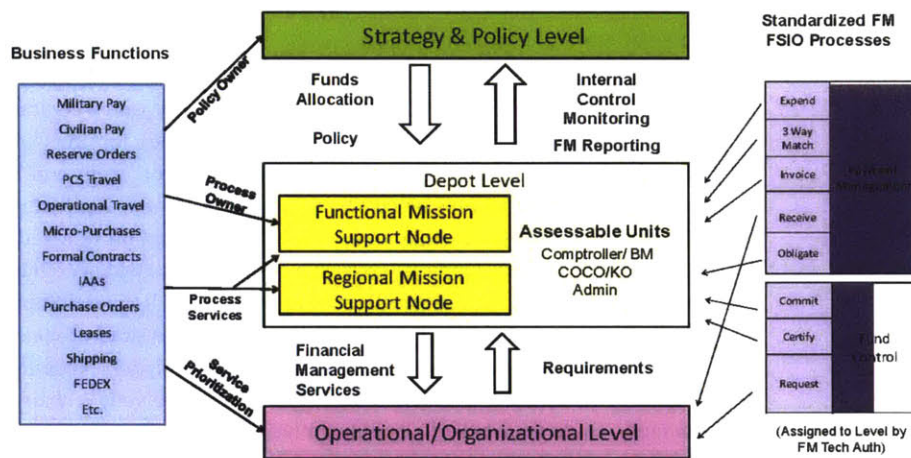 Business Functions
Military Pay
Civilian Pay
Reserve Orders
PCS Travel
Operational Travel
Micro-Purchases
Formal Contracts
IAAs
Purchase Orders
Leases
Shipping
FEDEX
Etc.
Policy Owner
Process
Owner
Process
Services
Service
Prioritization
Strategy & Policy Level
Funds
Allocation
Policy
Internal
Control
Monitoring
FM Reporting
Depot Level
Functional Mission
Support Node
Regional Mission
Support Node
Assessable Units
Comptroller/ BM
COCO/KO
Admin
Financial
Management
Services
Requirements
Operational/Organizational Level
Standardized FM
FSIO Processes
Expend
3 Way
Match
Invoice
Receive
Obligate
Commit
Certify
Request
Fund
Control
(Assigned to Level by
FM Tech Auth)